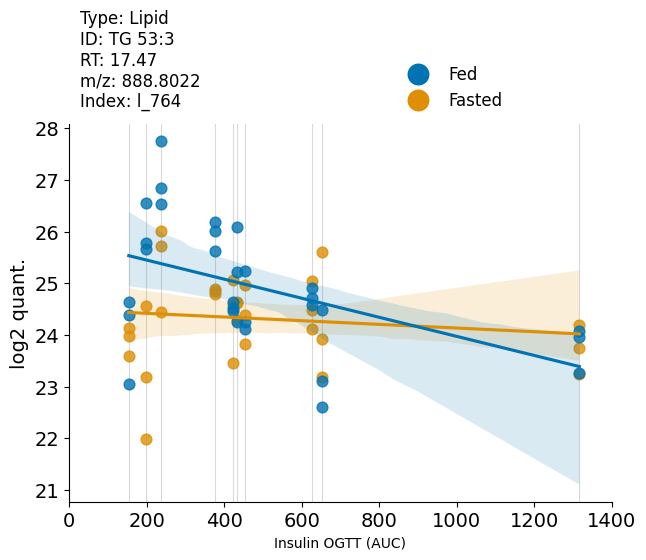 Type: Lipid
ID: TG 53:3
RT: 17.47
m/z: 888.8022
Index: l_764
Fed
Fasted
28
27
26
25
24
23
22
21
log2 quant.
0 200 400 600 800 1000 1200 1400
Insulin OGTT (AUC)